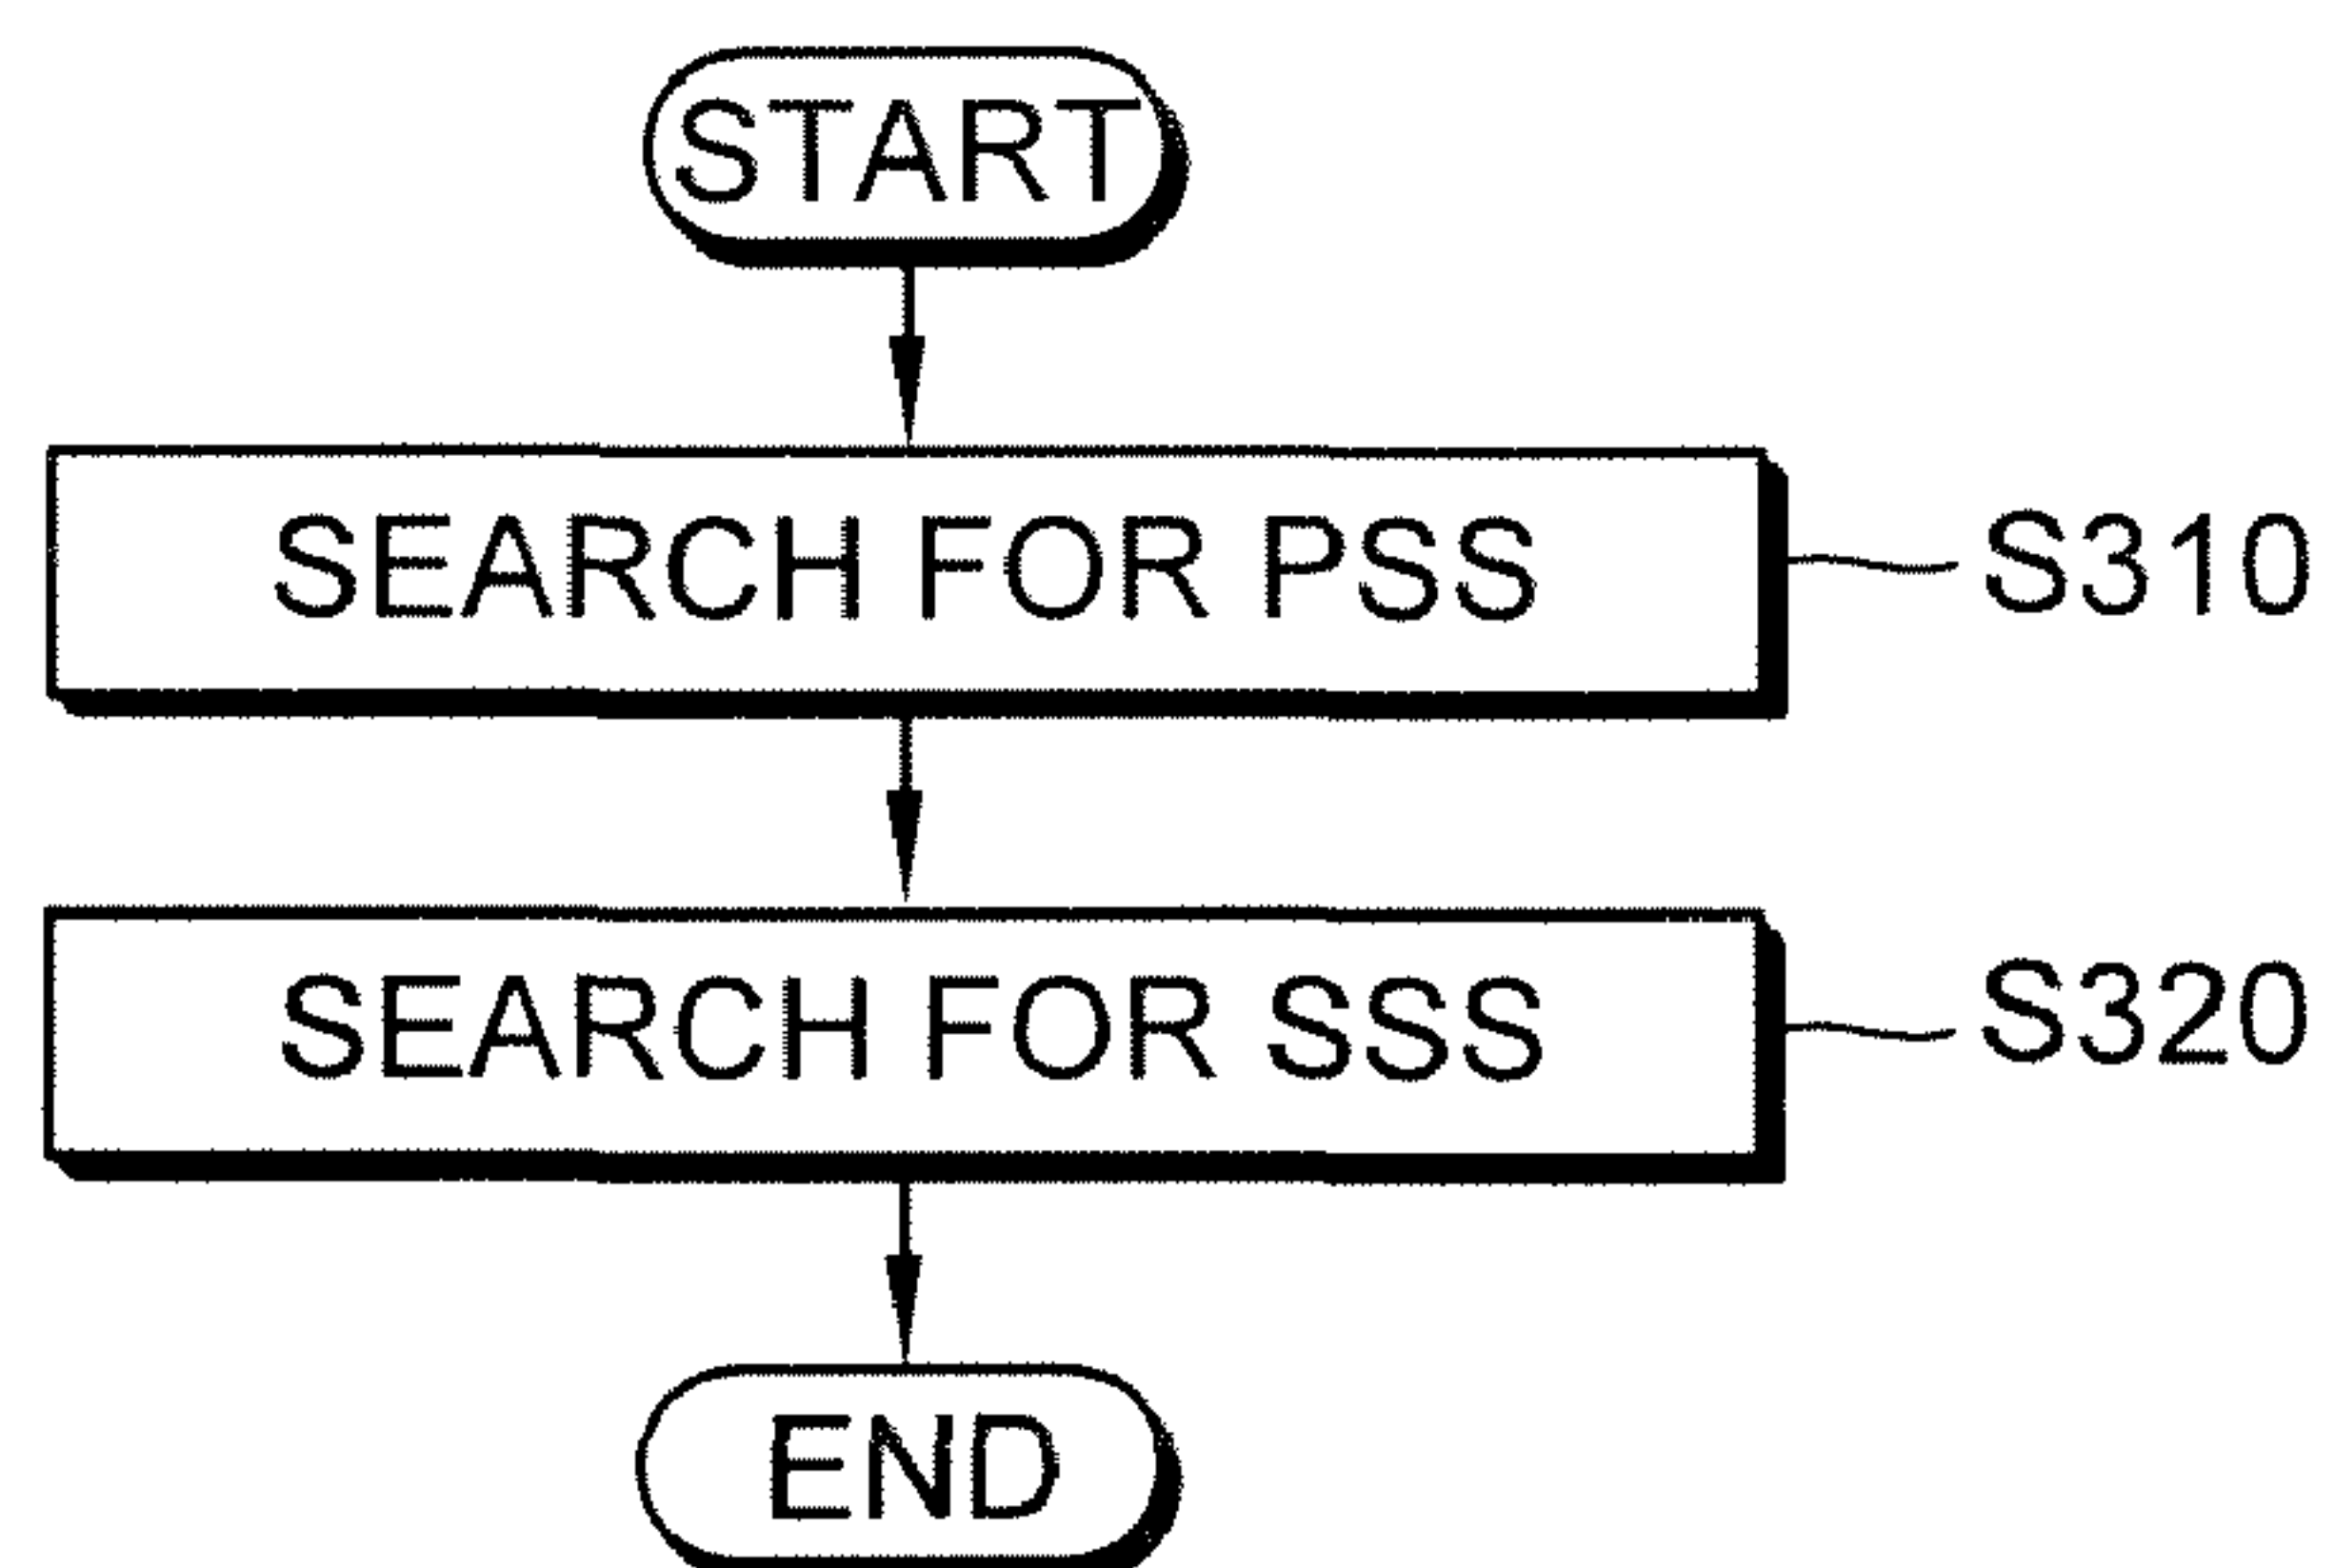 START
SEARCH FOR PSS
S310
SEARCH FOR SSS
S320
END